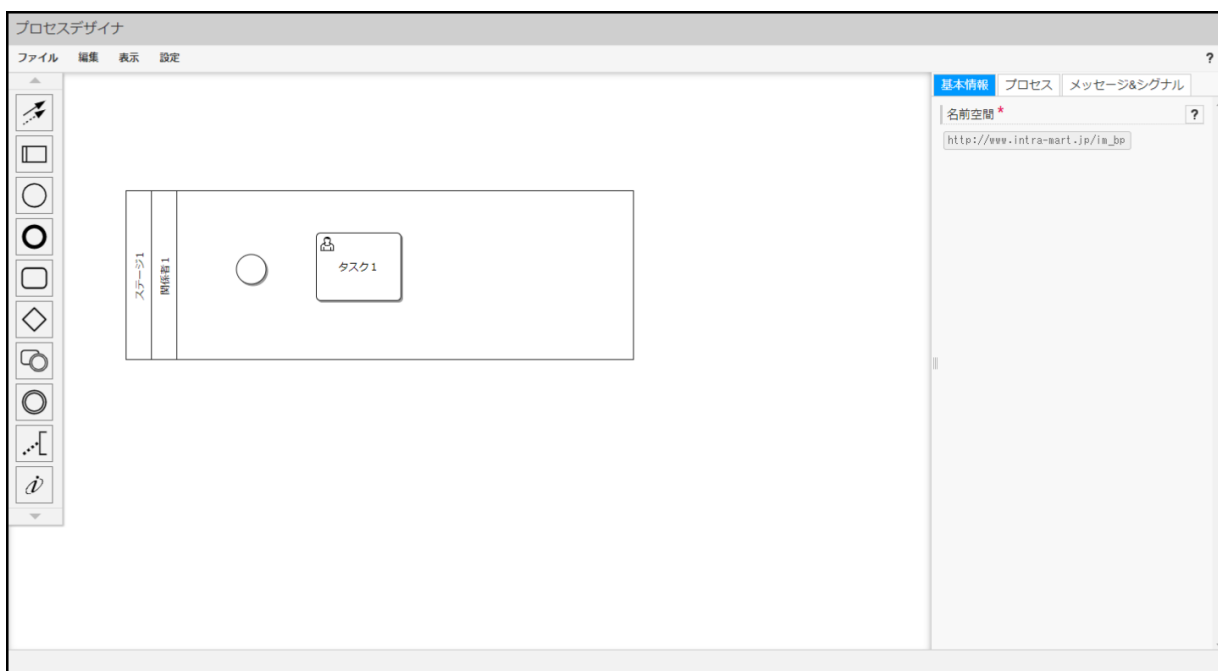 プロセスデザイナ
ファイル 編集 表示 設定 ?
基本情報 プロセス メッセージ&シグナル
名前空間* ?
http://www.intra-mart.jp/im_bp
ステージ1
関係者1
タスク1